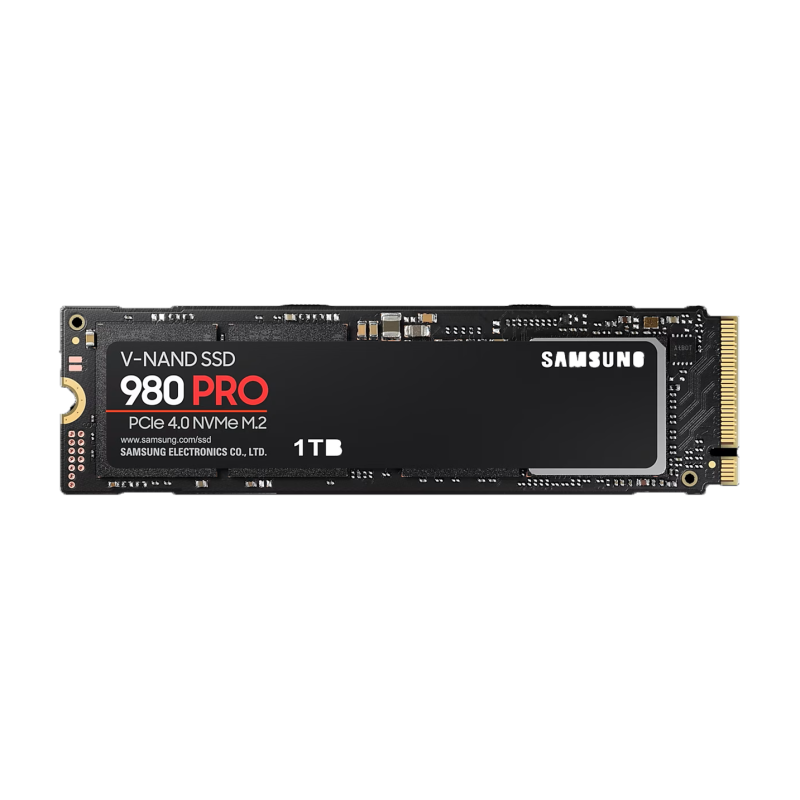 V-NAND SSD
SAMSUNG
980 PRO
PCIe 4.0 NVMe M.2
www.samsung.com/ssd
SAMSUNG ELECTRONICS CO., LTD.
1TB